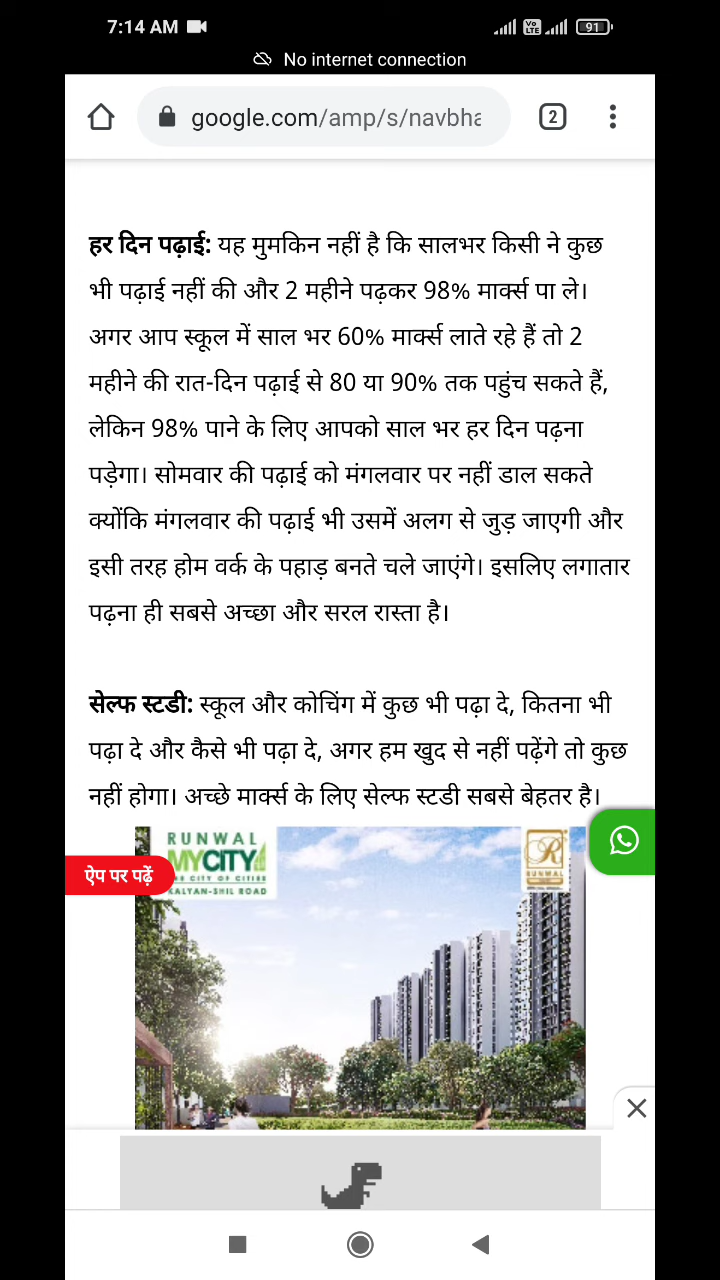 7:14 AM
Vo LTE
91
No internet connection
google.com/amp/s/navbha
2
हर दिन पढ़ाई: यह मुमकिन नहीं है कि सालभर किसी ने कुछ
भी पढ़ाई नहीं की और 2 महीने पढ़कर 98% मार्क्स पा ले।
अगर आप स्कूल में साल भर 60% मार्क्स लाते रहे हैं तो 2
महीने की रात-दिन पढ़ाई से 80 या 90% तक पहुंच सकते हैं,
लेकिन 98% पाने के लिए आपको साल भर हर दिन पढ़ना
पड़ेगा। सोमवार की पढ़ाई को मंगलवार पर नहीं डाल सकते
क्योंकि मंगलवार की पढ़ाई भी उसमें अलग से जुड़ जाएगी और
इसी तरह होम वर्क के पहाड़ बनते चले जाएंगे। इसलिए लगातार
पढ़ना ही सबसे अच्छा और सरल रास्ता है।
सेल्फ स्टडी: स्कूल और कोचिंग में कुछ भी पढ़ा दे, कितना भी
पढ़ा दे और कैसे भी पढ़ा दे, अगर हम खुद से नहीं पढ़ेंगे तो कुछ
नहीं होगा। अच्छे मार्क्स के लिए सेल्फ स्टडी सबसे बेहतर है।
RUNWAL
MYCITY
CITY OF CITIES
KALYAN-SHIL ROAD
R
RUNWAL
ऐप पर पढ़ें